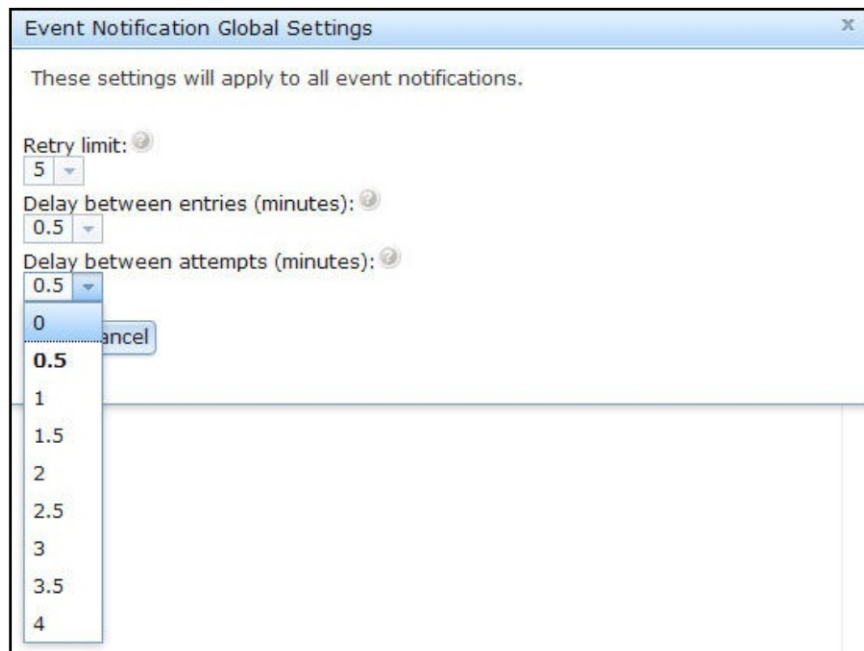 Event Notification Global Settings x
These settings will apply to all event notifications.
Retry limit: ?
5
Delay between entries (minutes): ?
0.5
Delay between attempts (minutes): ?
0.5
0
ancel
0.5
1
1.5
2
2.5
3
3.5
4